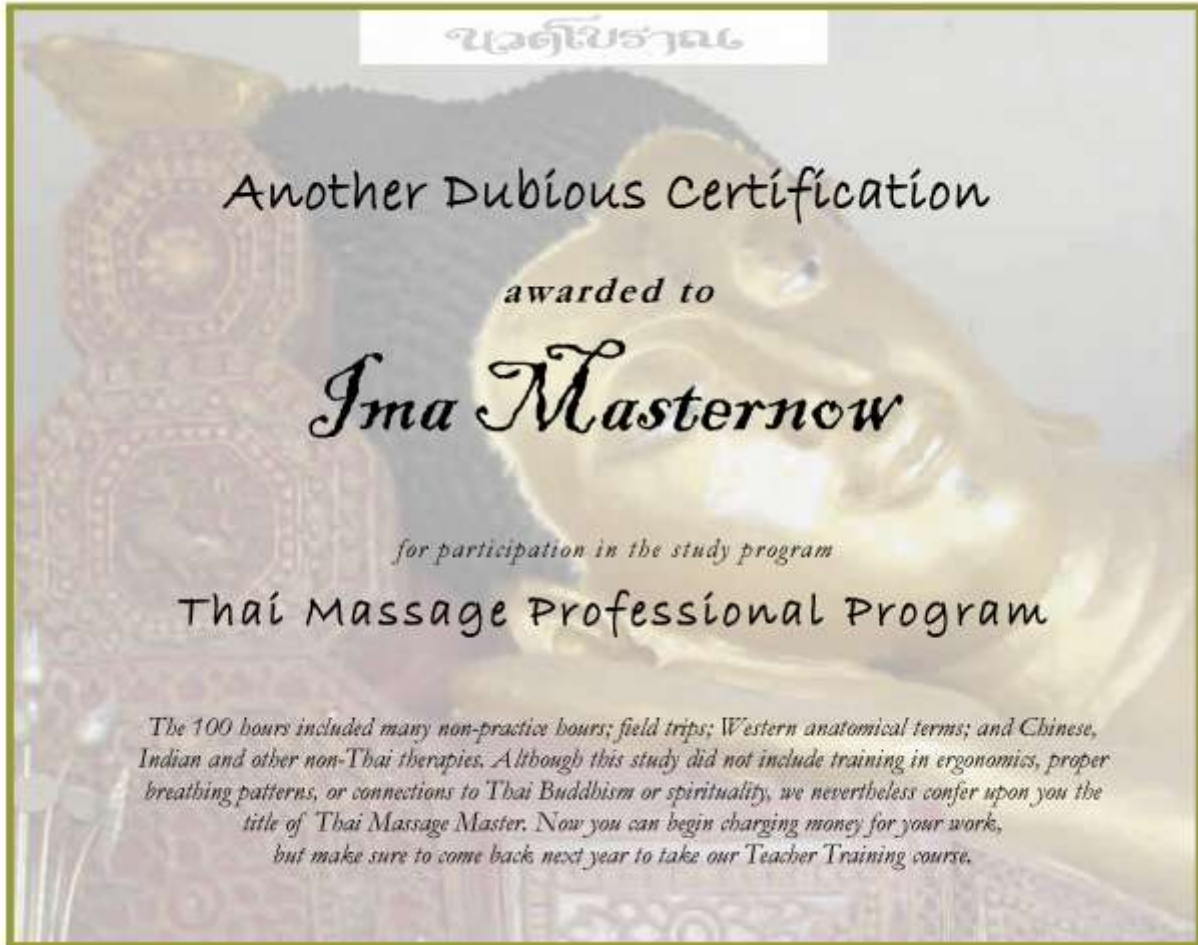 นวดโบราณ
Another Dubious Certification
awarded to
Ima Masternow
for participation in the study program
Thai Massage Professional Program
The 100 hours included many non-practice hours; field trips; Western anatomical terms; and Chinese,
Indian and other non-Thai therapies. Although this study did not include training in ergonomics, proper
breathing patterns, or connections to Thai Buddhism or spirituality, we nevertheless confer upon you the
title of Thai Massage Master. Now you can begin charging money for your work,
but make sure to come back next year to take our Teacher Training course.